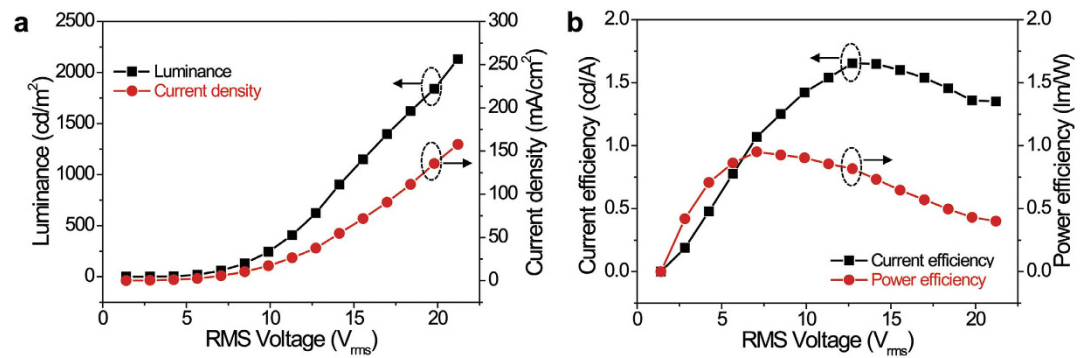 a
Luminance (cd/m²)
2500
2000
1500
1250
1000
750
500
250
0
Luminance
Current density
300
250
200
150
100
50
0
Current density (mA/cm²)
0 5 10 15 20
RMS Voltage (Vrms)
b
Current efficiency (cd/A)
2.0
1.5
1.0
0.5
0.0
Current efficiency
Power efficiency
2.0
1.5
1.0
0.5
0.0
Power efficiency (lm/W)
0 5 10 15 20
RMS Voltage (Vrms)